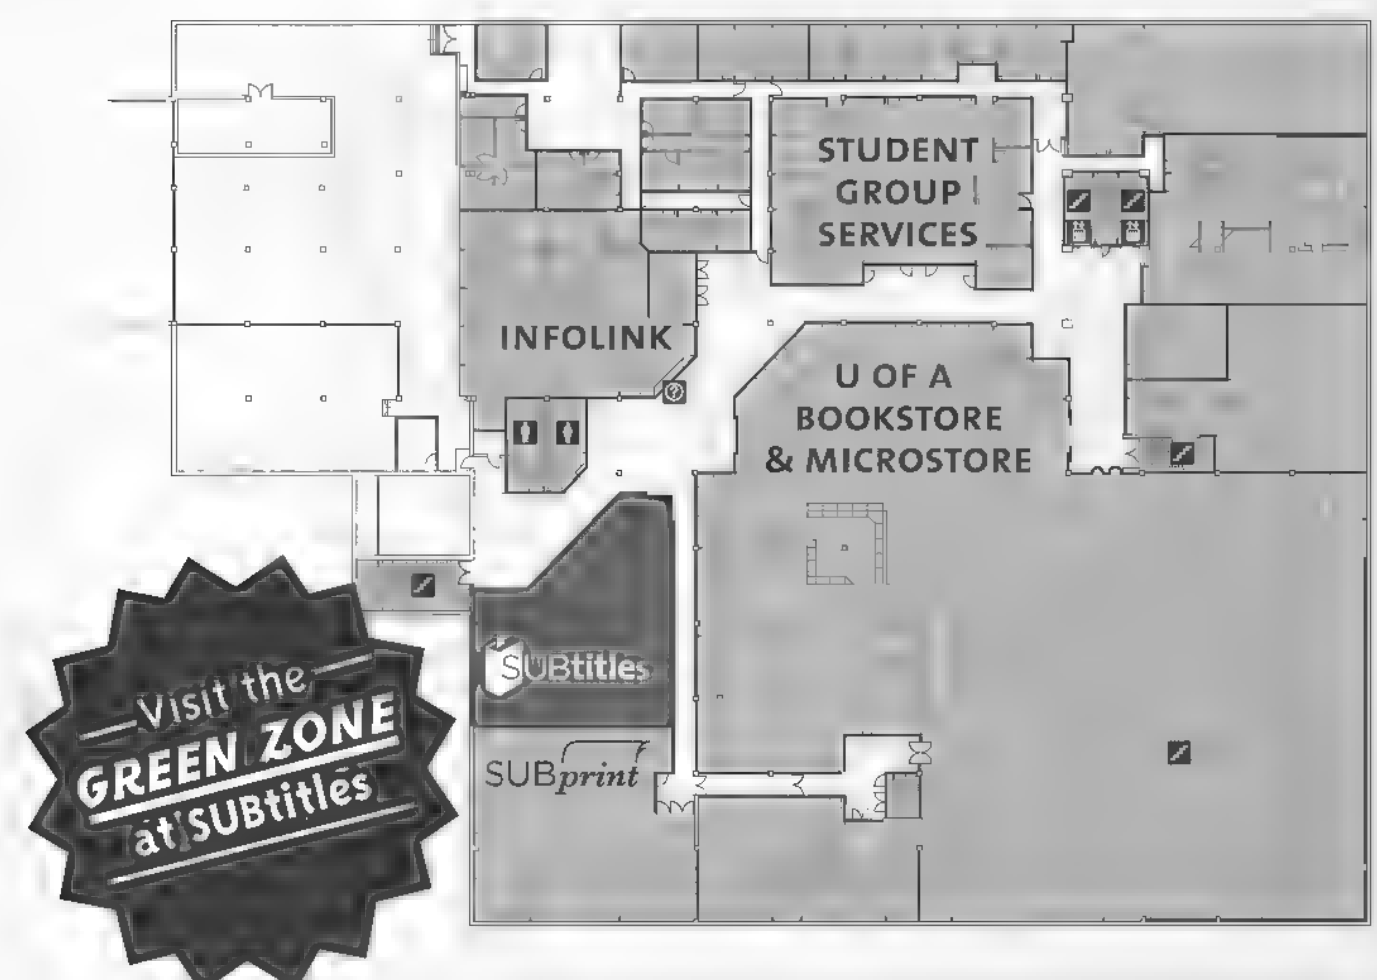 STUDENT
GROUP
SERVICES
INFOLINK
?
U OF A
BOOKSTORE
& MICROSTORE
SUBtitles
SUBprint
Visit the
GREEN ZONE
at SUBtitles